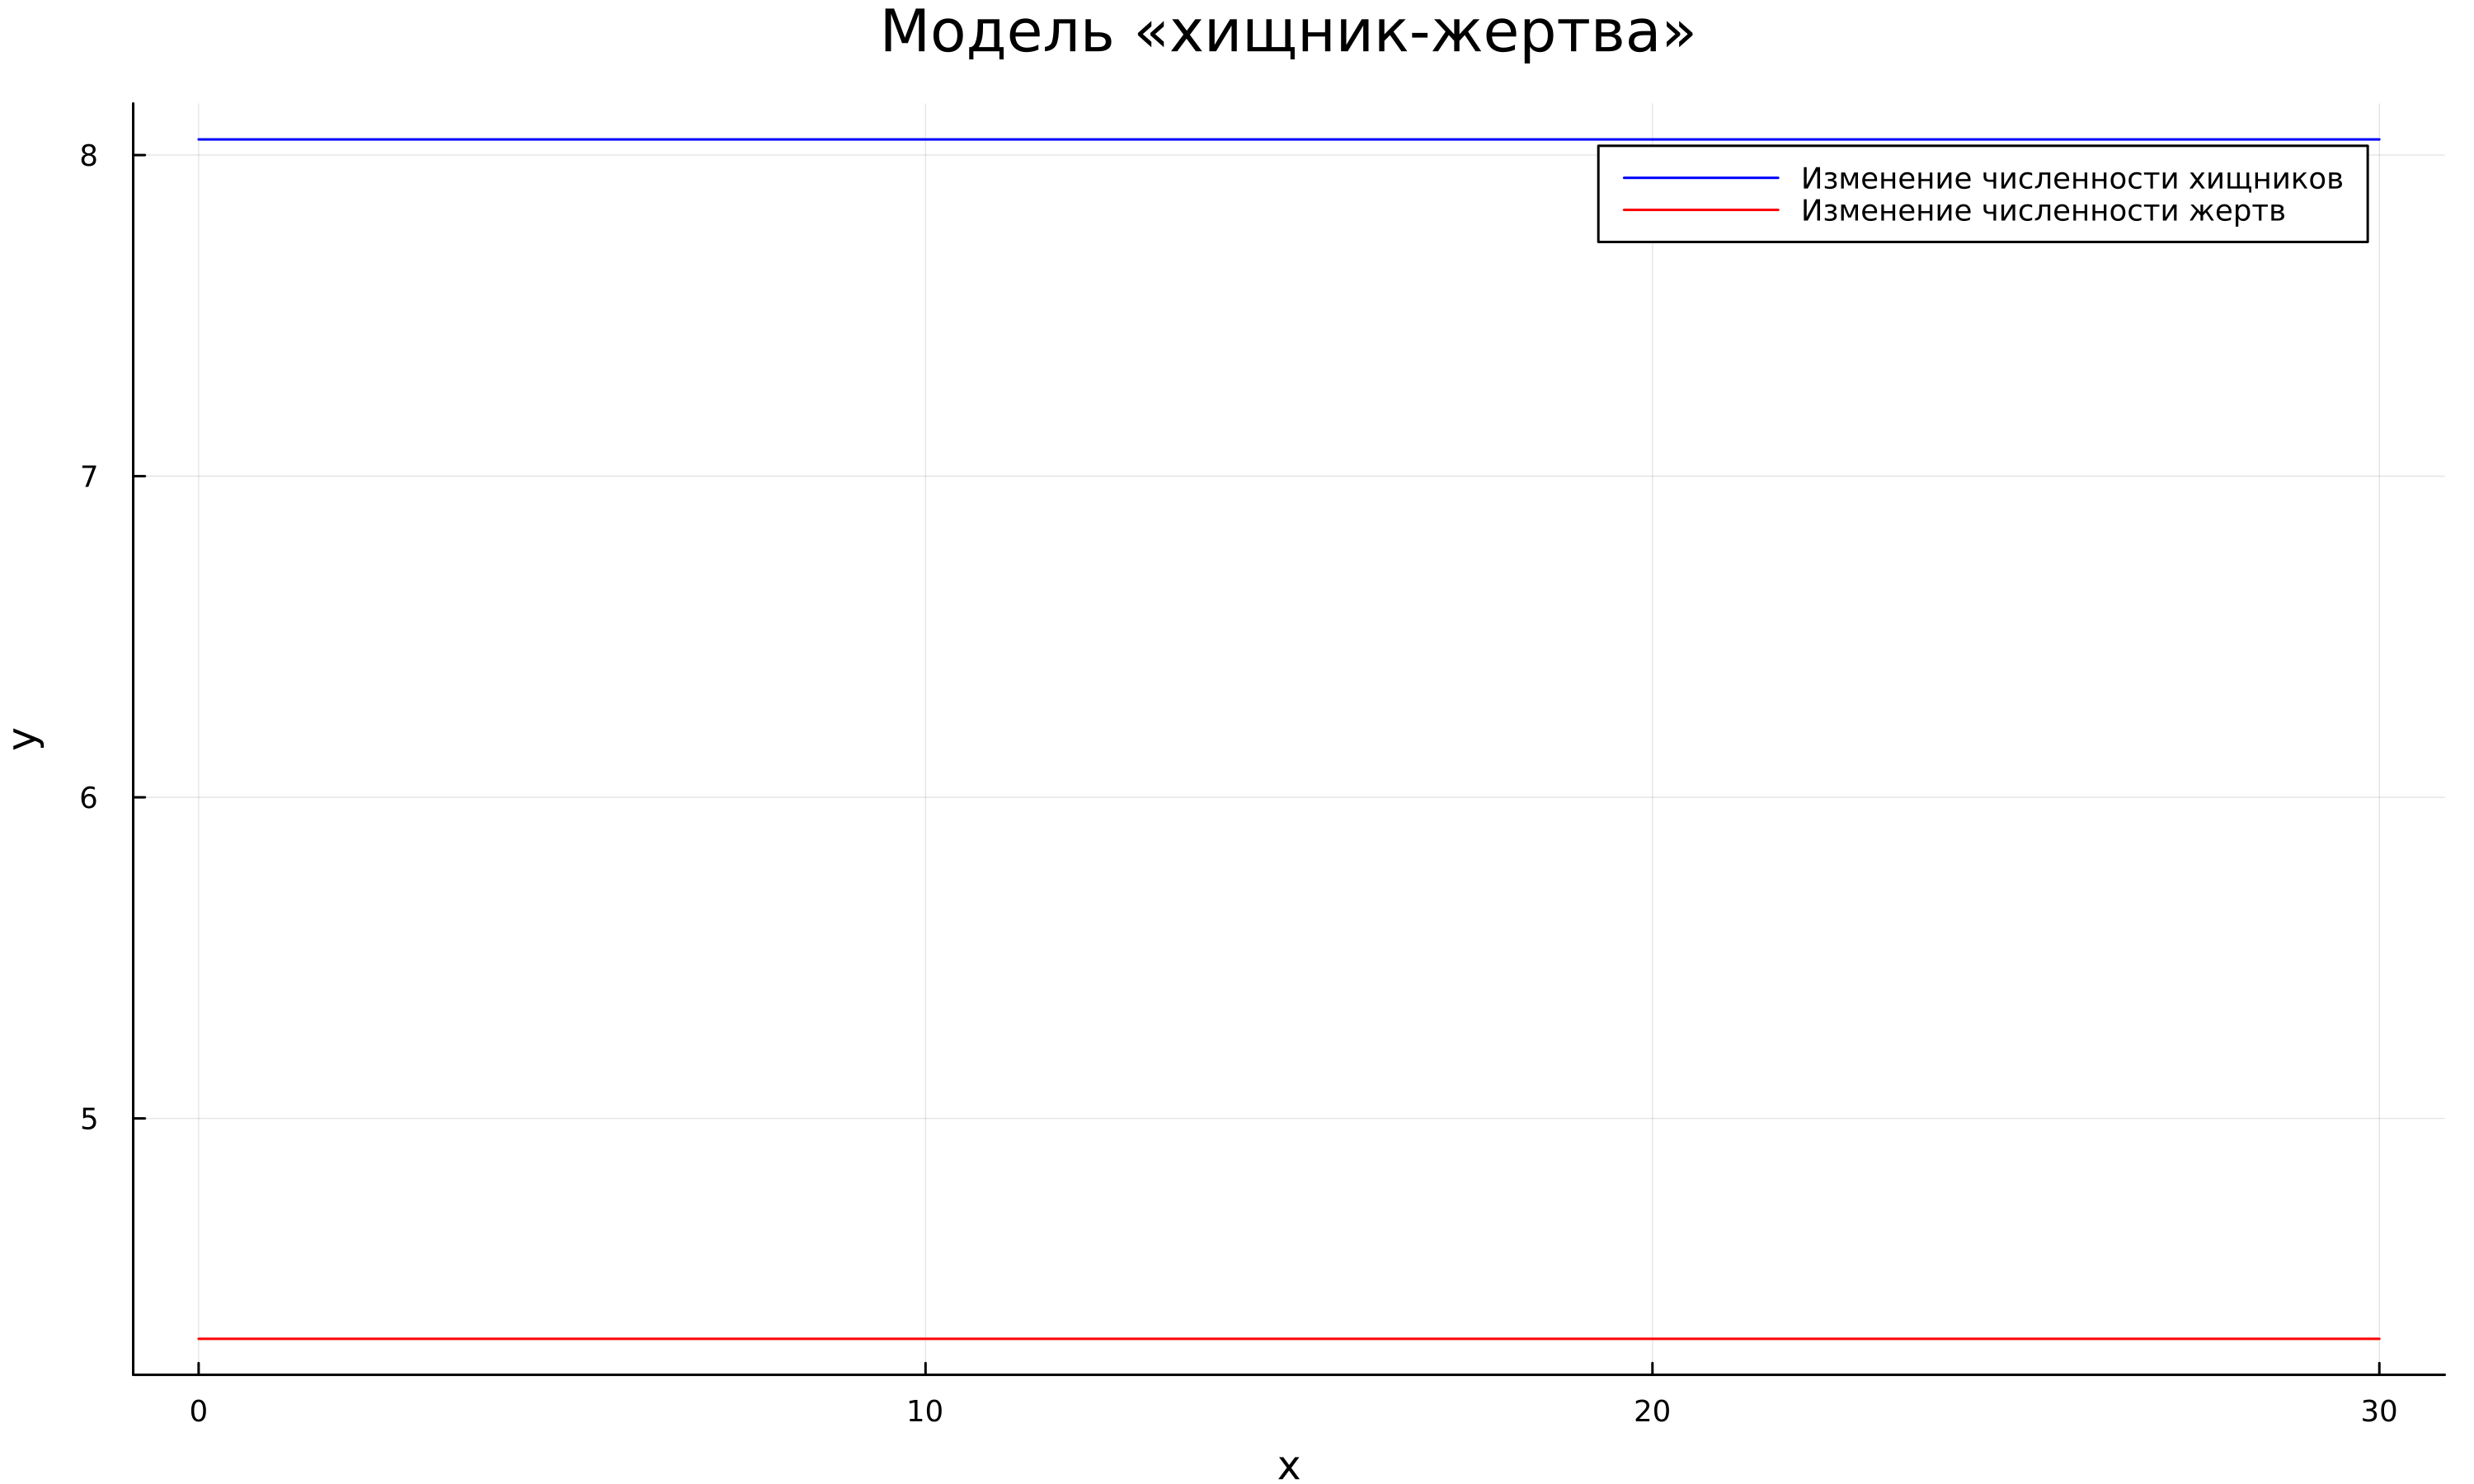 Модель «хищник-жертва»
8
Изменение численности хищников
Изменение численности жертв
7
6
y
5
0 10 20 30
x